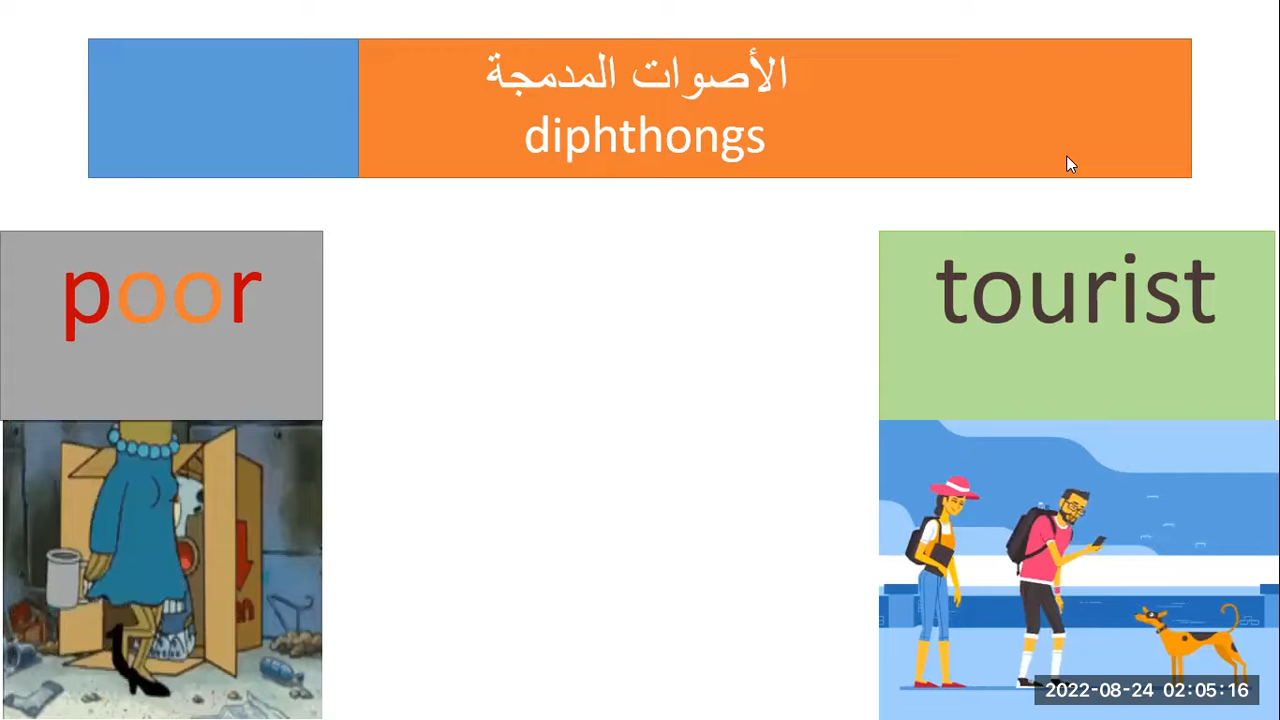 الأصوات المدمجة
diphthongs
poor
tourist
2022-08-24 02:05:16